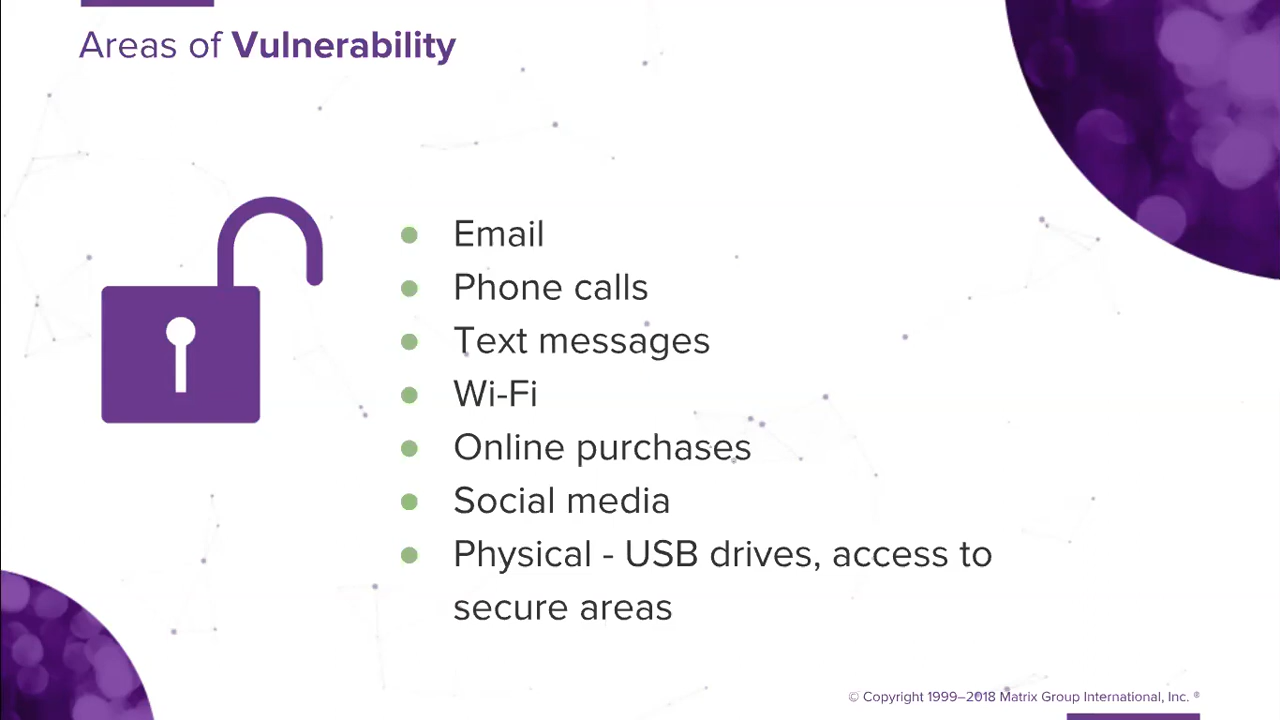 Areas of Vulnerability
Email
Phone calls
Text messages
Wi-Fi
Online purchases
Social media
Physical - USB drives, access to
secure areas
© Copyright 1999–2018 Matrix Group International, Inc. ®